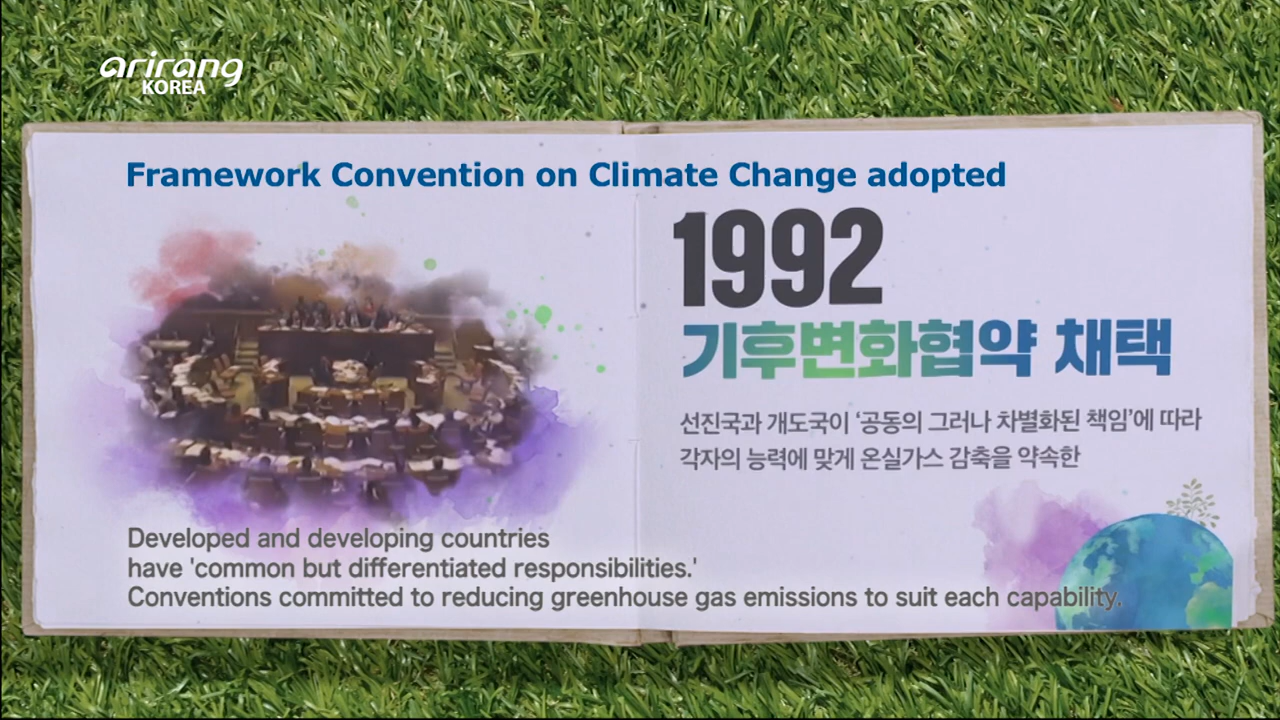 arirang
KOREA
Framework Convention on Climate Change adopted
1992
기후변화협약 채택
선진국과 개도국이 ‘공동의 그러나 차별화된 책임’에 따라
각자의 능력에 맞게 온실가스 감축을 약속한
Developed and developing countries
have 'common but differentiated responsibilities.'
Conventions committed to reducing greenhouse gas emissions to suit each capability.